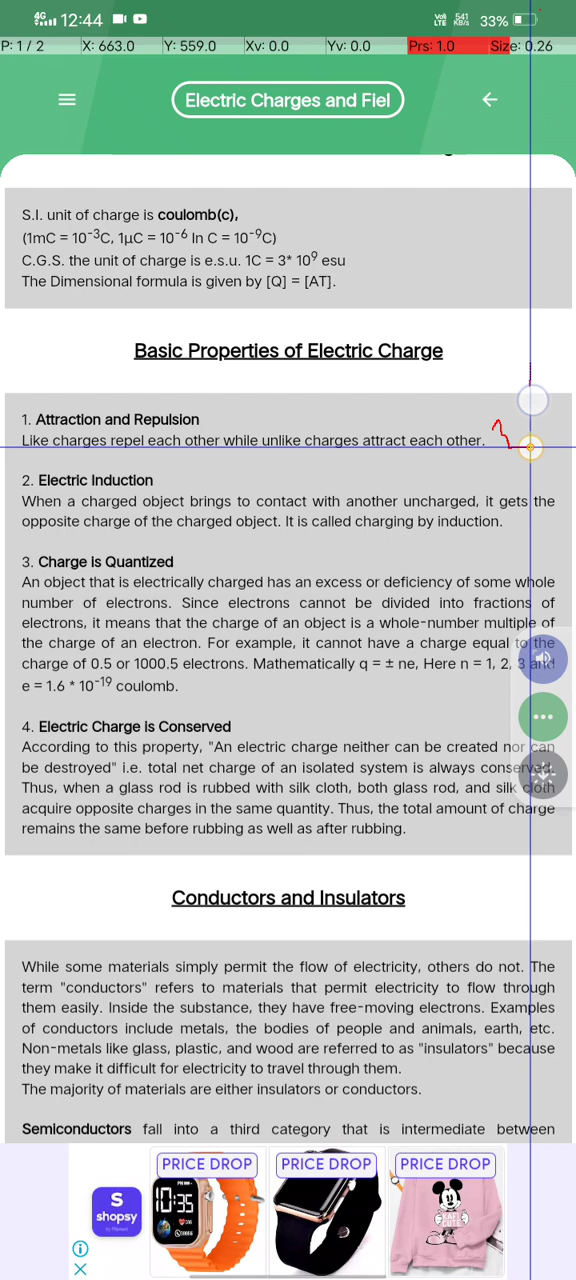 4G 12:44 Vo) LTE 541 KB/s 33%
P: 1 / 2 X: 663.0 Y: 559.0 Xv: 0.0 Yv: 0.0 Prs: 1.0 Size: 0.26
Electric Charges and Fiel
S.I. unit of charge is coulomb(c),
(1mC = 10⁻³C, 1µC = 10⁻⁶ In C = 10⁻⁹C)
C.G.S. the unit of charge is e.s.u. 1C = 3* 10⁹ esu
The Dimensional formula is given by [Q] = [AT].
Basic Properties of Electric Charge
1. Attraction and Repulsion
Like charges repel each other while unlike charges attract each other.
2. Electric Induction
When a charged object brings to contact with another uncharged, it gets the
opposite charge of the charged object. It is called charging by induction.
3. Charge is Quantized
An object that is electrically charged has an excess or deficiency of some whole
number of electrons. Since electrons cannot be divided into fractions of
electrons, it means that the charge of an object is a whole-number multiple of
the charge of an electron. For example, it cannot have a charge equal to the
charge of 0.5 or 1000.5 electrons. Mathematically q = ± ne, Here n = 1, 2, 3 and
e = 1.6 * 10⁻¹⁹ coulomb.
4. Electric Charge is Conserved
According to this property, "An electric charge neither can be created nor can
be destroyed" i.e. total net charge of an isolated system is always conserved.
Thus, when a glass rod is rubbed with silk cloth, both glass rod, and silk cloth
acquire opposite charges in the same quantity. Thus, the total amount of charge
remains the same before rubbing as well as after rubbing.
Conductors and Insulators
While some materials simply permit the flow of electricity, others do not. The
term "conductors" refers to materials that permit electricity to flow through
them easily. Inside the substance, they have free-moving electrons. Examples
of conductors include metals, the bodies of people and animals, earth, etc.
Non-metals like glass, plastic, and wood are referred to as "insulators" because
they make it difficult for electricity to travel through them.
The majority of materials are either insulators or conductors.
Semiconductors fall into a third category that is intermediate between
PRICE DROP PRICE DROP PRICE DROP
S
shopsy
by Flipkart
10:35